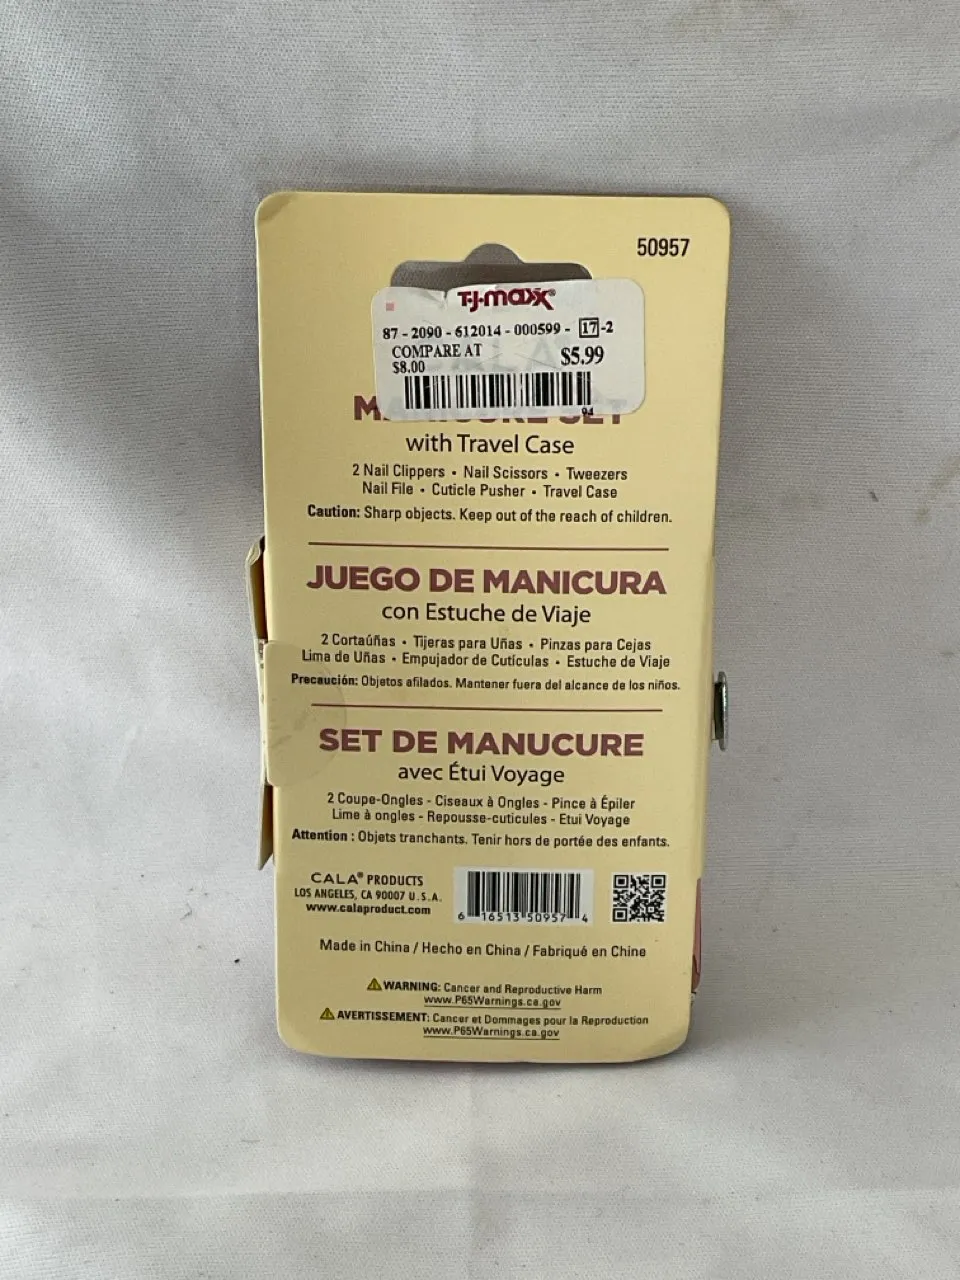 50957
T·J·maxx®
87 - 2090 - 612014 - 000599 - 17 -2
COMPARE AT
$8.00
$5.99
94
SET
with Travel Case
2 Nail Clippers • Nail Scissors • Tweezers
Nail File • Cuticle Pusher • Travel Case
Caution: Sharp objects. Keep out of the reach of children.
JUEGO DE MANICURA
con Estuche de Viaje
2 Cortaúñas • Tijeras para Uñas • Pinzas para Cejas
Lima de Uñas • Empujador de Cutículas • Estuche de Viaje
Precaución: Objetos afilados. Mantener fuera del alcance de los niños.
SET DE MANUCURE
avec Étui Voyage
2 Coupe-Ongles - Ciseaux à Ongles - Pince à Épiler
Lime à ongles - Repousse-cuticules - Etui Voyage
Attention : Objets tranchants. Tenir hors de portée des enfants.
CALA® PRODUCTS
LOS ANGELES, CA 90007 U.S.A.
www.calaproduct.com
6 16513 50957 4
Made in China / Hecho en China / Fabriqué en Chine
WARNING: Cancer and Reproductive Harm
www.P65Warnings.ca.gov
AVERTISSEMENT: Cancer et Dommages pour la Reproduction
www.P65Warnings.ca.gov